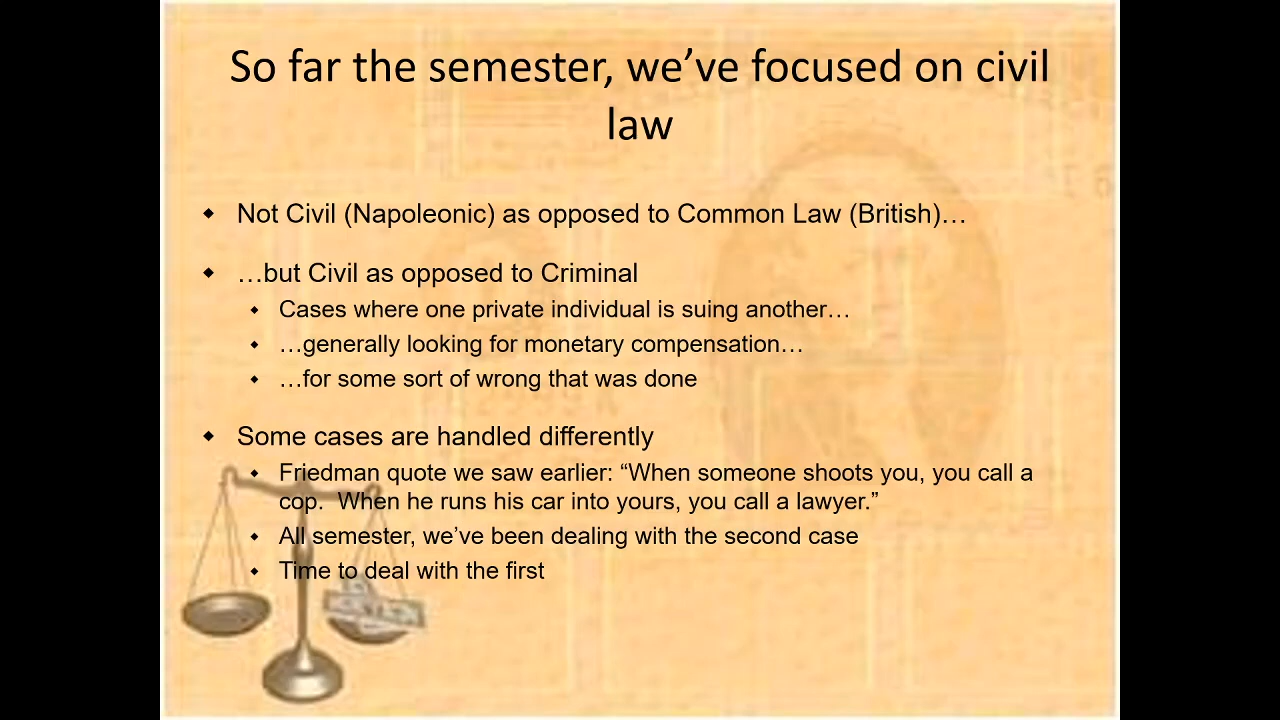 So far the semester, we’ve focused on civil
law
Not Civil (Napoleonic) as opposed to Common Law (British)…
…but Civil as opposed to Criminal
Cases where one private individual is suing another…
…generally looking for monetary compensation…
…for some sort of wrong that was done
Some cases are handled differently
Friedman quote we saw earlier: “When someone shoots you, you call a
cop.  When he runs his car into yours, you call a lawyer.”
All semester, we’ve been dealing with the second case
Time to deal with the first